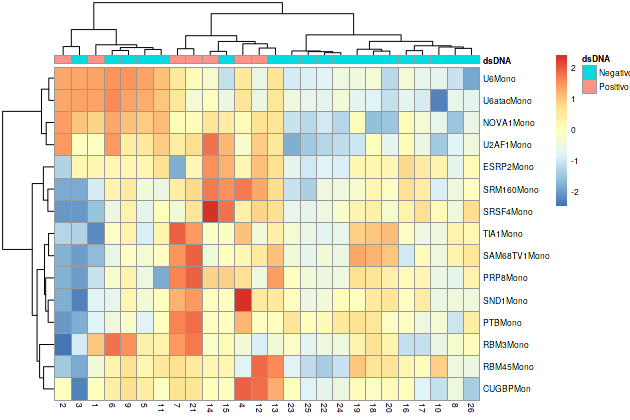 dsDNA
dsDNA
Negativo
Positivo
2
1
0
-1
-2
U6Mono
U6atacMono
NOVA1Mono
U2AF1Mono
ESRP2Mono
SRM160Mono
SRSF4Mono
TIA1Mono
SAM68TV1Mono
PRP8Mono
SND1Mono
PTBMono
RBM3Mono
RBM45Mono
CUGBPMon
2 3 1 6 9 5 11 7 21 14 15 4 12 13 23 25 22 24 19 18 20 16 17 10 8 26